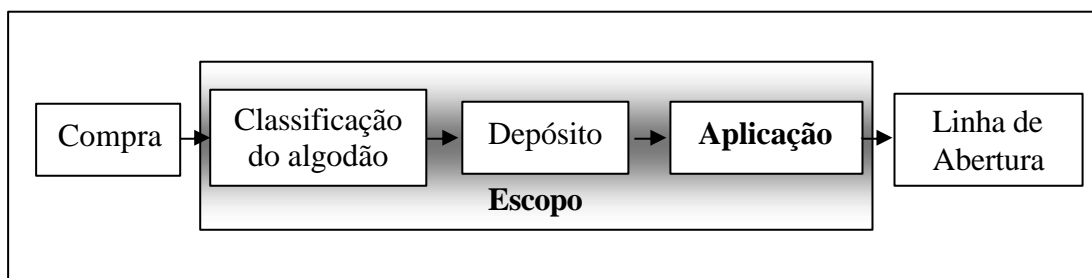 Compra
Classificação
do algodão
Depósito
Aplicação
Linha de
Abertura
Escopo